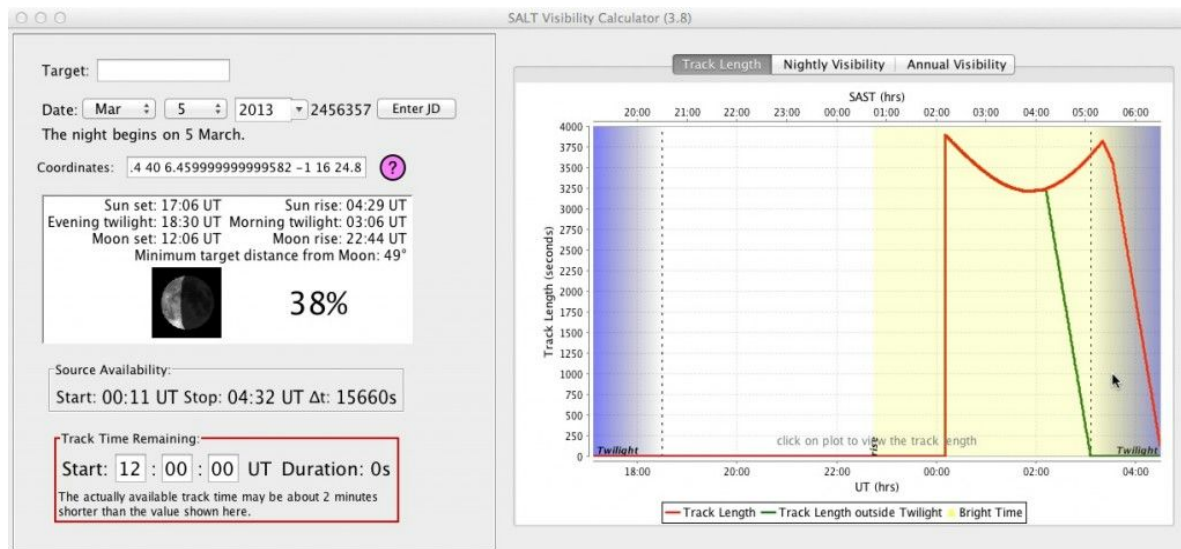 SALT Visibility Calculator (3.8)
Target:
Date: Mar 5 2013 2456357 Enter JD
The night begins on 5 March.
Coordinates: .4 40 6.459999999999582 −1 16 24.8 ?
Sun set: 17:06 UT Sun rise: 04:29 UT
Evening twilight: 18:30 UT Morning twilight: 03:06 UT
Moon set: 12:06 UT Moon rise: 22:44 UT
Minimum target distance from Moon: 49°
38%
Source Availability:
Start: 00:11 UT Stop: 04:32 UT Δt: 15660s
Track Time Remaining:
Start: 12 : 00 : 00 UT Duration: 0s
The actually available track time may be about 2 minutes
shorter than the value shown here.
Track Length Nightly Visibility Annual Visibility
SAST (hrs)
20:00 21:00 22:00 23:00 00:00 01:00 02:00 03:00 04:00 05:00 06:00
4000
3750
3500
3250
3000
2750
2500
2250
2000
1750
1500
1250
1000
750
500
250
0
Track Length (seconds)
click on plot to view the track length
Twilight
rise
Twilight
18:00 20:00 22:00 00:00 02:00 04:00
UT (hrs)
Track Length Track Length outside Twilight Bright Time